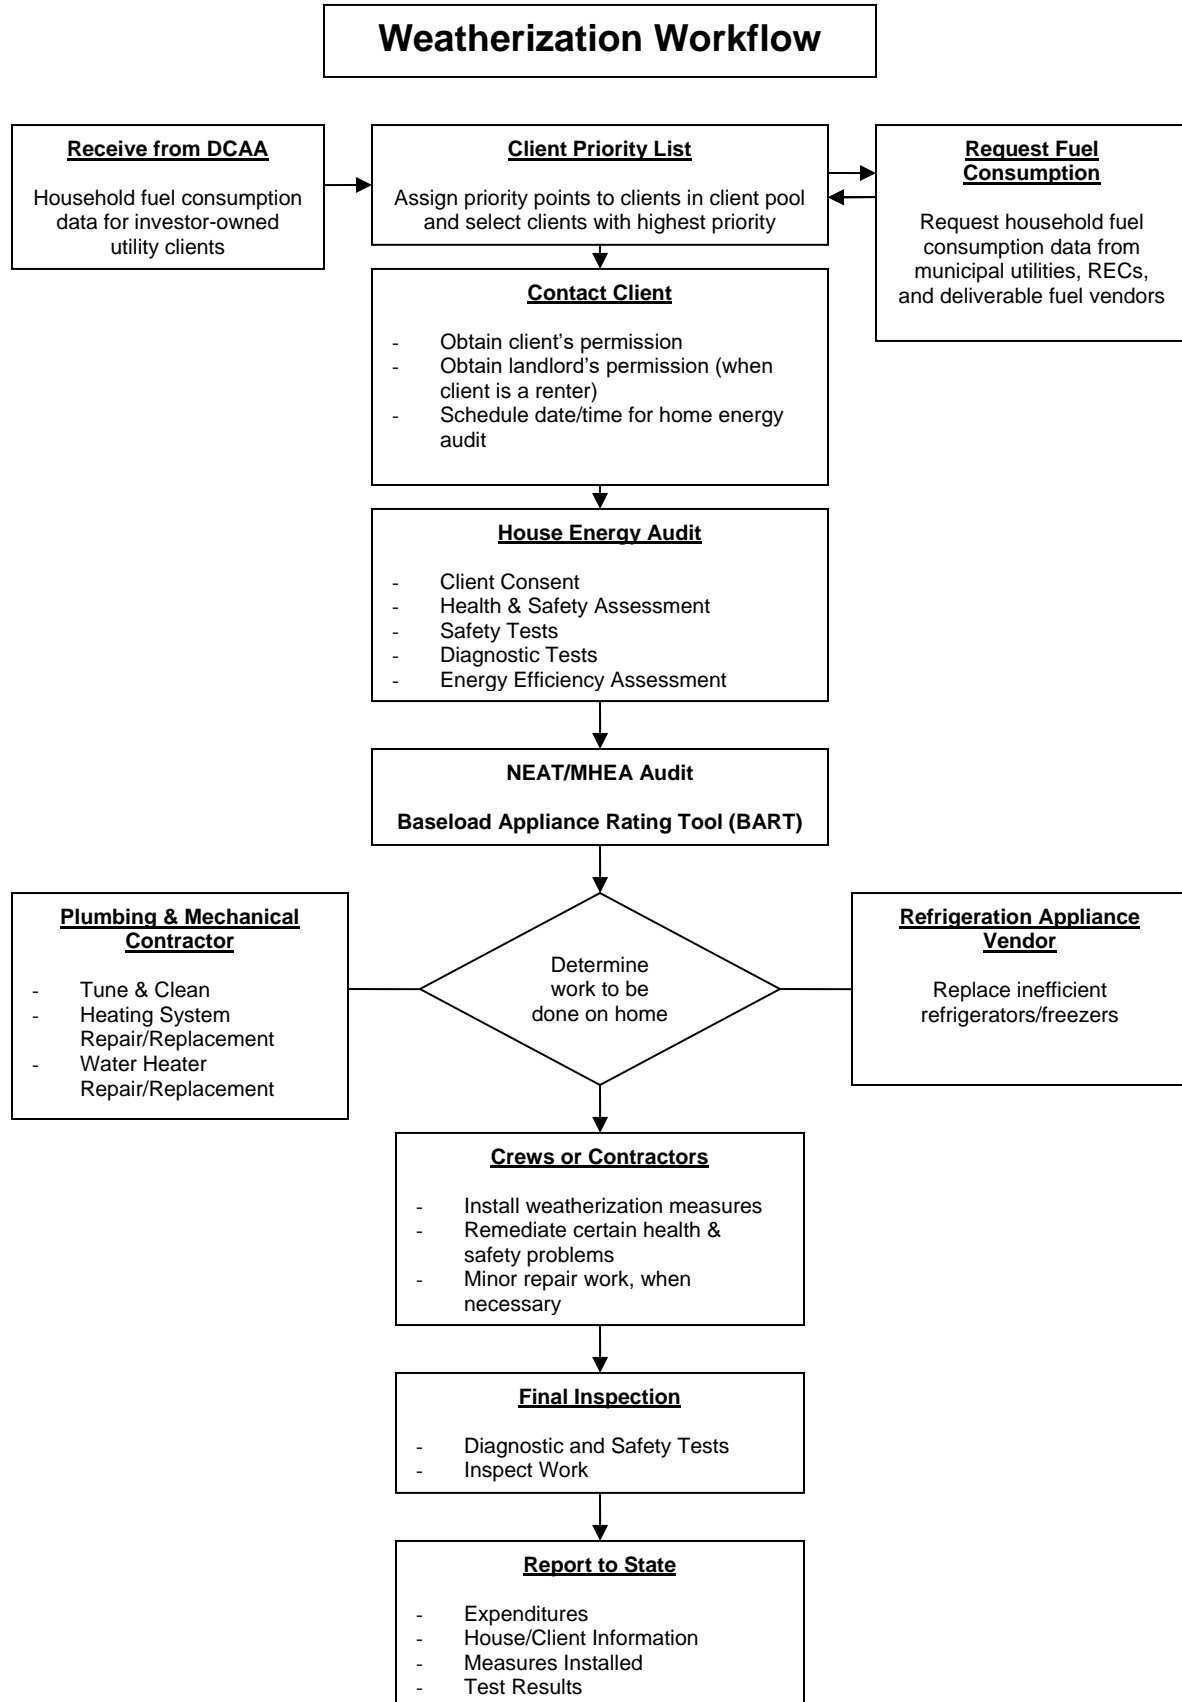 Weatherization Workflow
Receive from DCAA
Household fuel consumption
data for investor-owned
utility clients
Client Priority List
Assign priority points to clients in client pool
and select clients with highest priority
Request Fuel
Consumption
Request household fuel
consumption data from
municipal utilities, RECs,
and deliverable fuel vendors
Contact Client
- Obtain client’s permission
- Obtain landlord’s permission (when
client is a renter)
- Schedule date/time for home energy
audit
House Energy Audit
- Client Consent
- Health & Safety Assessment
- Safety Tests
- Diagnostic Tests
- Energy Efficiency Assessment
NEAT/MHEA Audit
Baseload Appliance Rating Tool (BART)
Plumbing & Mechanical
Contractor
- Tune & Clean
- Heating System
Repair/Replacement
- Water Heater
Repair/Replacement
Determine
work to be
done on home
Refrigeration Appliance
Vendor
Replace inefficient
refrigerators/freezers
Crews or Contractors
- Install weatherization measures
- Remediate certain health &
safety problems
- Minor repair work, when
necessary
Final Inspection
- Diagnostic and Safety Tests
- Inspect Work
Report to State
- Expenditures
- House/Client Information
- Measures Installed
- Test Results